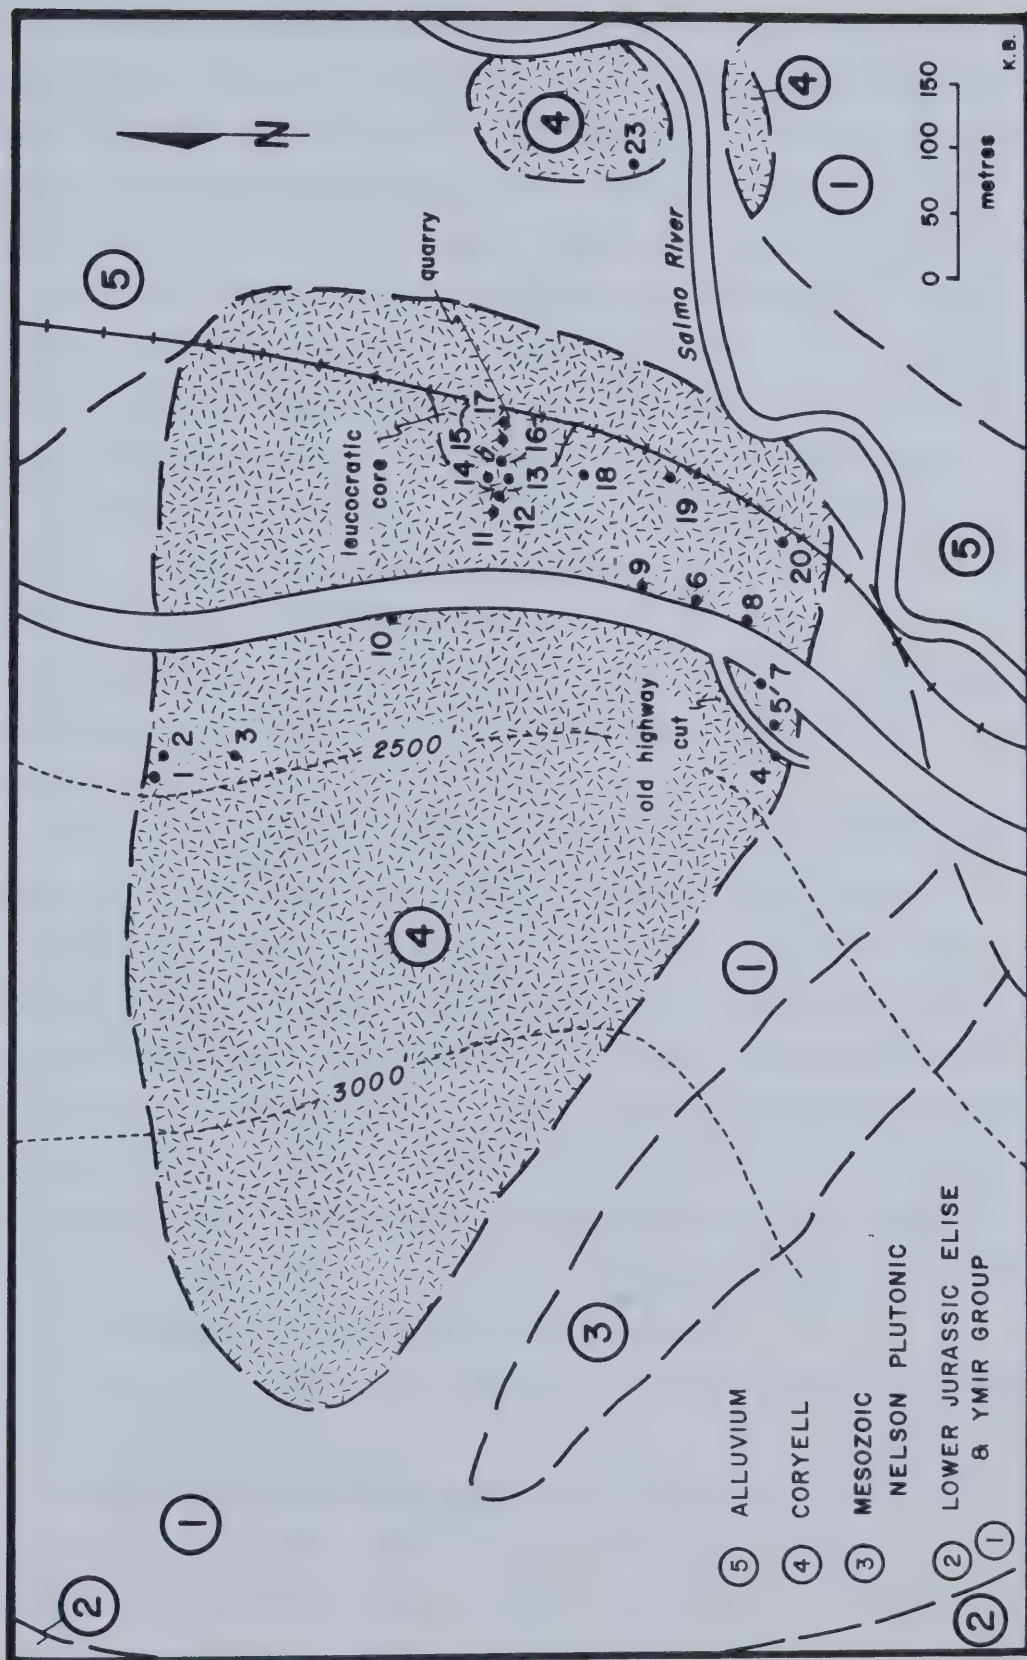 2
5
1
1 2
3
N
leucocratic
core
3000'
10
2500'
4
quarry
14 15 17
11
12 13 16
4
3
18
23
old highway
cut
9
Salmo River
19
6
1
8
4 5 7
20
4
1
5
5 ALLUVIUM
4 CORYELL
3 MESOZOIC
NELSON PLUTONIC
2 LOWER JURASSIC ELISE
1 & YMIR GROUP
2
0 50 100 150
metres
K.B.